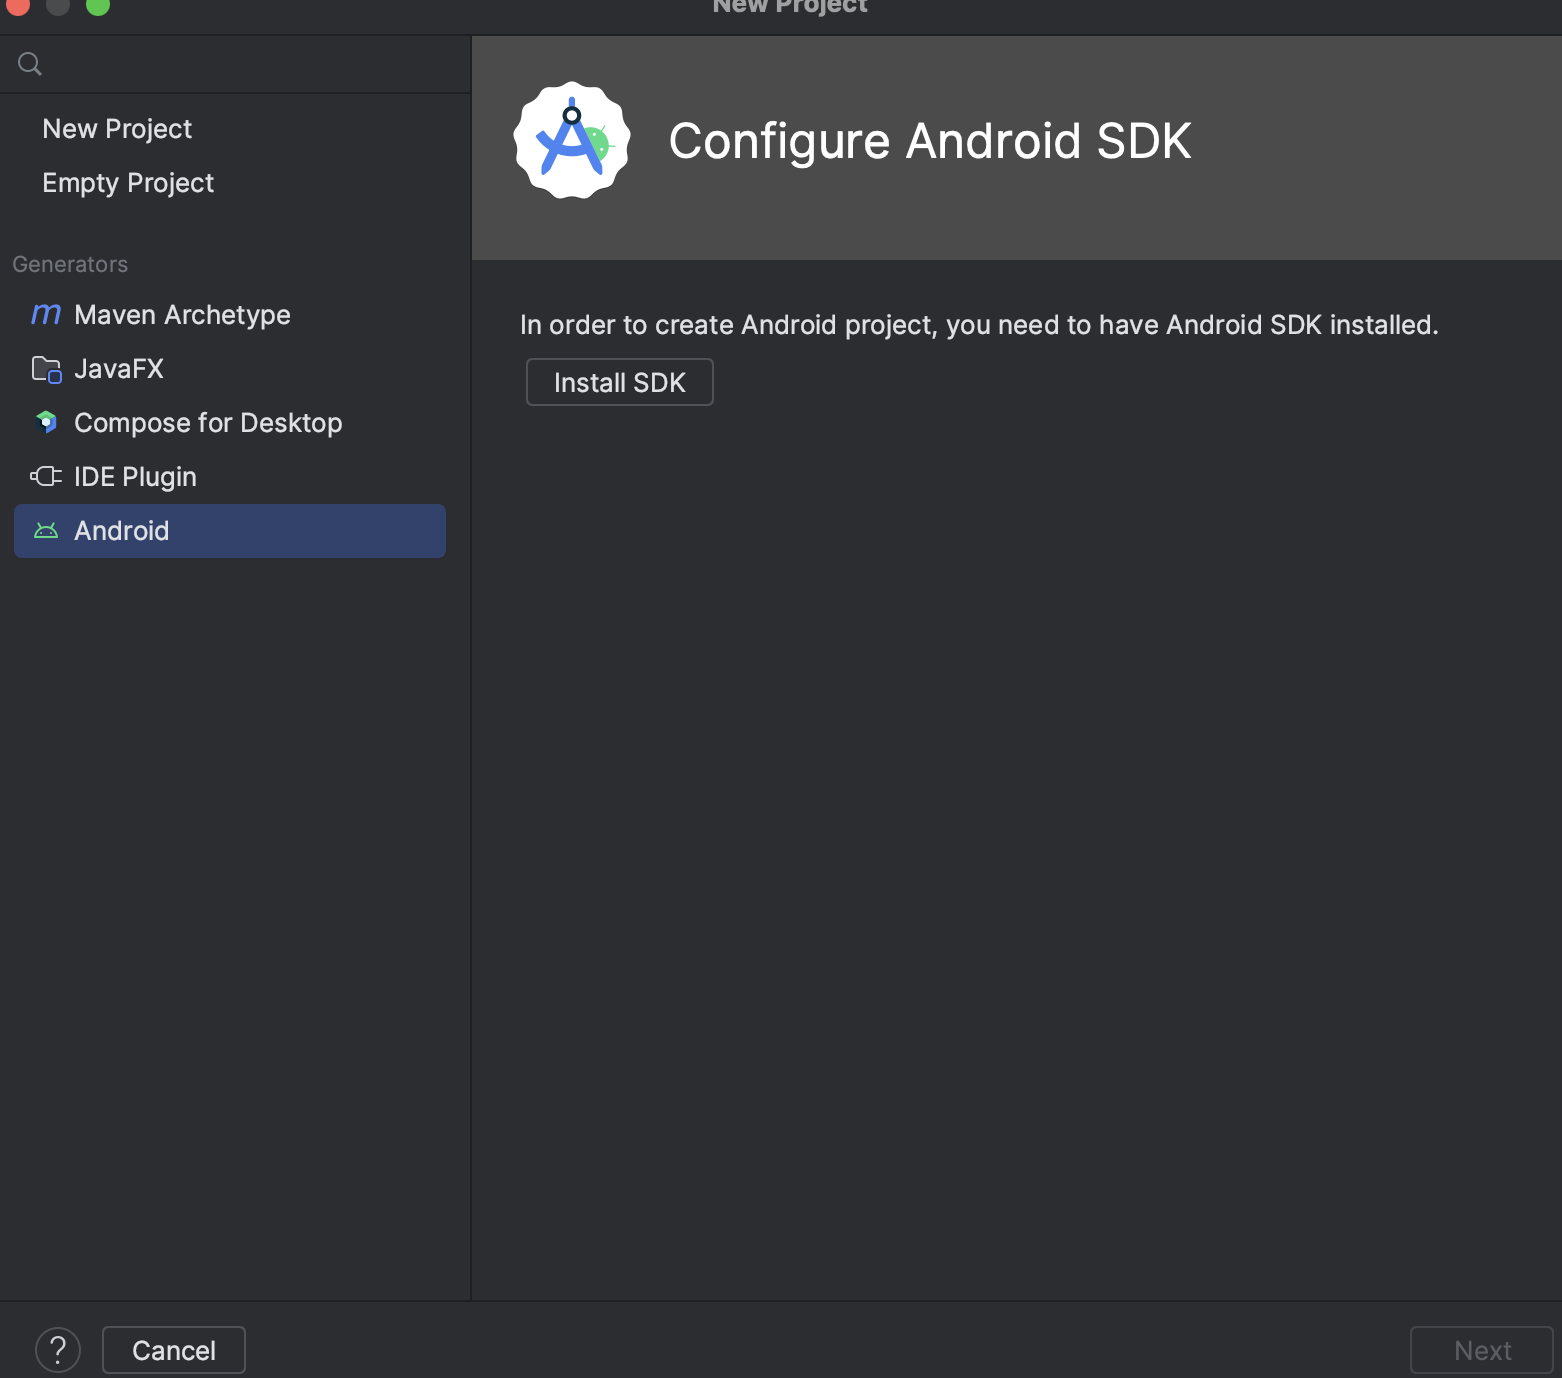 New Project
New Project
Empty Project
Generators
m Maven Archetype
JavaFX
Compose for Desktop
IDE Plugin
Android
Configure Android SDK
In order to create Android project, you need to have Android SDK installed.
Install SDK
?
Cancel
Next